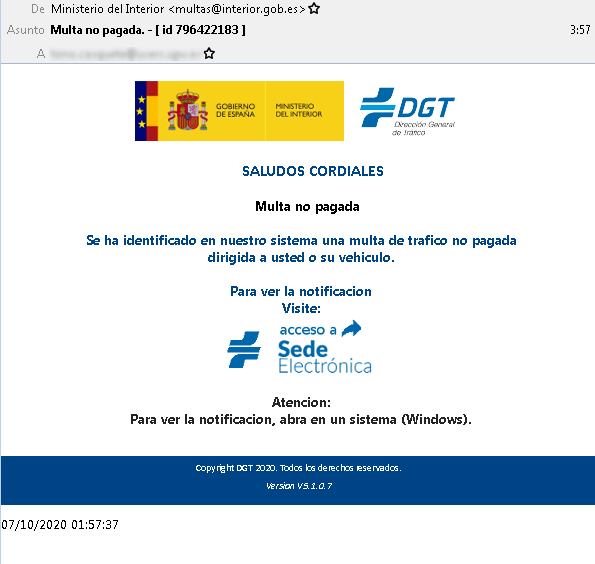 De Ministerio del Interior <multas@interior.gob.es>
Asunto Multa no pagada. - [ id 796422183 ] 3:57
A
GOBIERNO DE ESPAÑA
MINISTERIO DEL INTERIOR
DGT
Dirección General
de Tráfico
SALUDOS CORDIALES
Multa no pagada
Se ha identificado en nuestro sistema una multa de trafico no pagada
dirigida a usted o su vehiculo.
Para ver la notificacion
Visite:
acceso a
Sede
Electrónica
Atencion:
Para ver la notificacion, abra en un sistema (Windows).
Copyright DGT 2020. Todos los derechos reservados.
Version V.5.1.0.7
07/10/2020 01:57:37